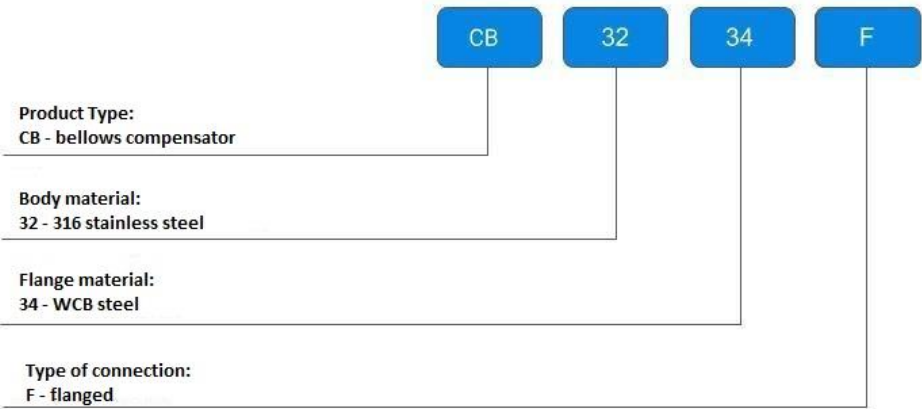 CB 32 34 F
Product Type:
CB - bellows compensator
Body material:
32 - 316 stainless steel
Flange material:
34 - WCB steel
Type of connection:
F - flanged